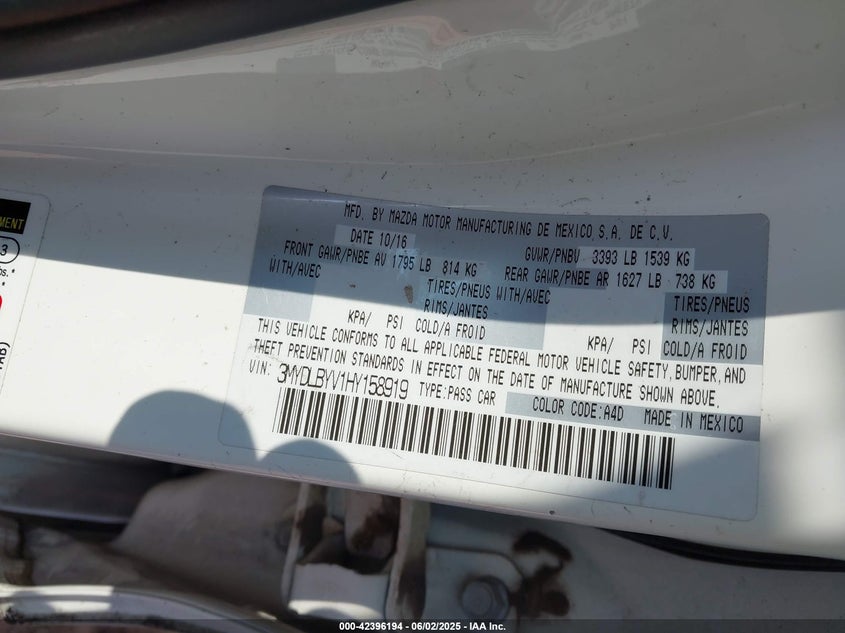 MENT
3
bs.*
MFD. BY MAZDA MOTOR MANUFACTURING DE MEXICO S.A. DE C.V.
DATE 10/16 GVWR/PNBV 3393 LB 1539 KG
FRONT GAWR/PNBE AV 1795 LB 814 KG REAR GAWR/PNBE AR 1627 LB 738 KG
WITH/AVEC TIRES/PNEUS WITH/AVEC TIRES/PNEUS
RIMS/JANTES RIMS/JANTES
KPA/ PSI COLD/A FROID KPA/ PSI COLD/A FROID
THIS VEHICLE CONFORMS TO ALL APPLICABLE FEDERAL MOTOR VEHICLE SAFETY, BUMPER, AND
THEFT PREVENTION STANDARDS IN EFFECT ON THE DATE OF MANUFACTURE SHOWN ABOVE.
VIN: 3MYDLBYV1HY158919 TYPE:PASS CAR
COLOR CODE:A4D MADE IN MEXICO
000-42396194 - 06/02/2025 - IAA Inc.